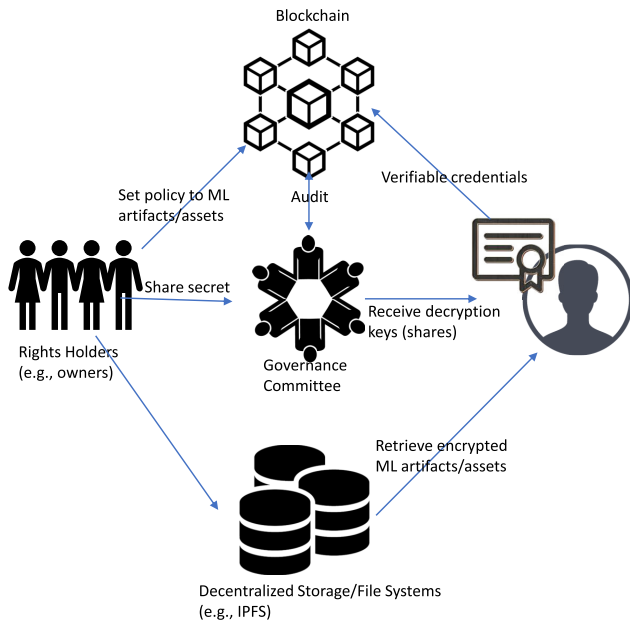 Blockchain
Verifiable credentials
Set policy to ML
artifacts/assets
Audit
Share secret
Receive decryption
keys (shares)
Rights Holders
(e.g., owners)
Governance
Committee
Retrieve encrypted
ML artifacts/assets
Decentralized Storage/File Systems
(e.g., IPFS)